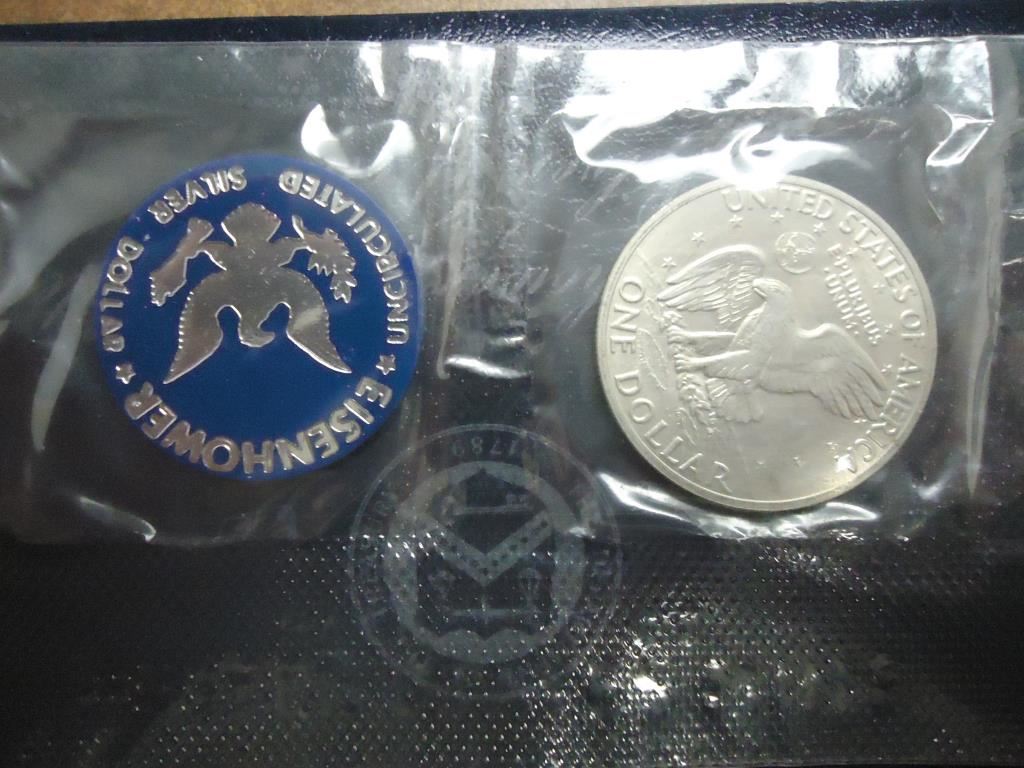 EISENHOWER
★ UNCIRCULATED SILVER DOLLAR ★
UNITED STATES OF AMERICA
E PLURIBUS
UNUM
ONE DOLLAR
1789